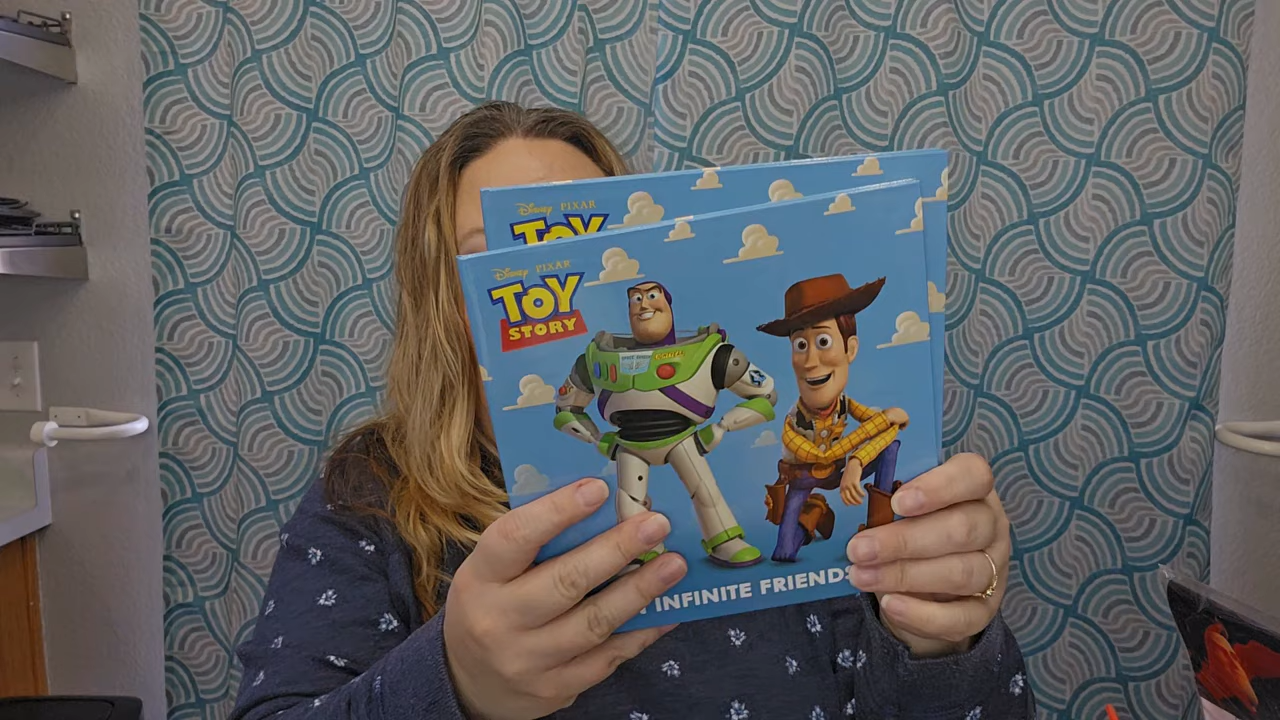 Disney PIXAR
TOY
Disney PIXAR
TOY
STORY
INFINITE FRIENDS